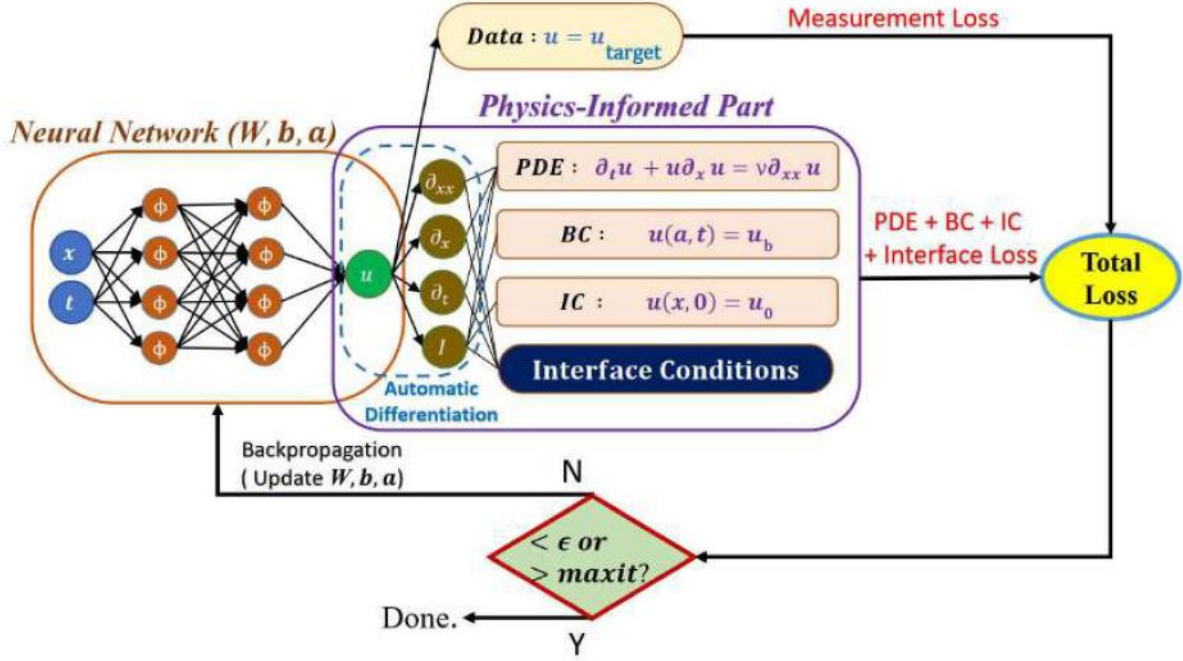 Measurement Loss
Data : u = u_target
Physics-Informed Part
Neural Network (W, b, a)
PDE : ∂_t u + u∂_x u = ν∂_xx u
BC : u(a, t) = u_b
IC : u(x, 0) = u_0
Interface Conditions
x
t
ϕ ϕ
ϕ ϕ
ϕ ϕ
ϕ ϕ
u
∂_xx
∂_x
∂_t
I
Automatic
Differentiation
PDE + BC + IC
+ Interface Loss
Total
Loss
Backpropagation
( Update W, b, a)
N
< ϵ or
> maxit?
Done.
Y